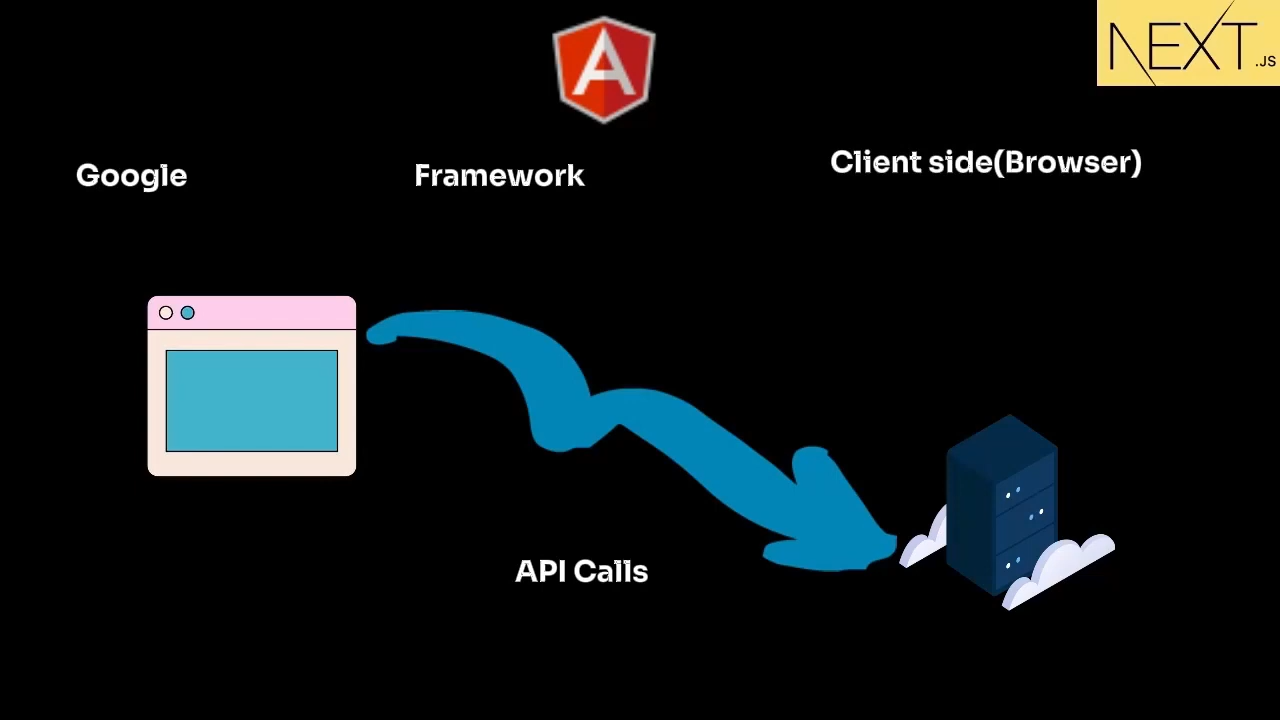 A
NEXT.JS
Google
Framework
Client side(Browser)
API Calls